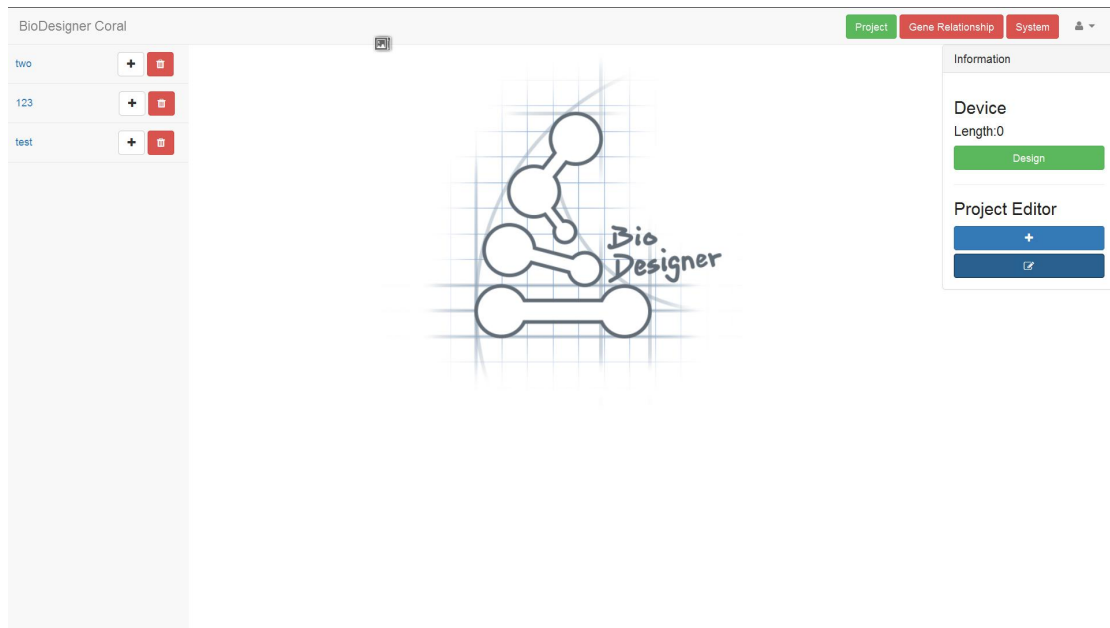 BioDesigner Coral
Project
Gene Relationship
System
two
123
test
Bio
Designer
Information
Device
Length:0
Design
Project Editor